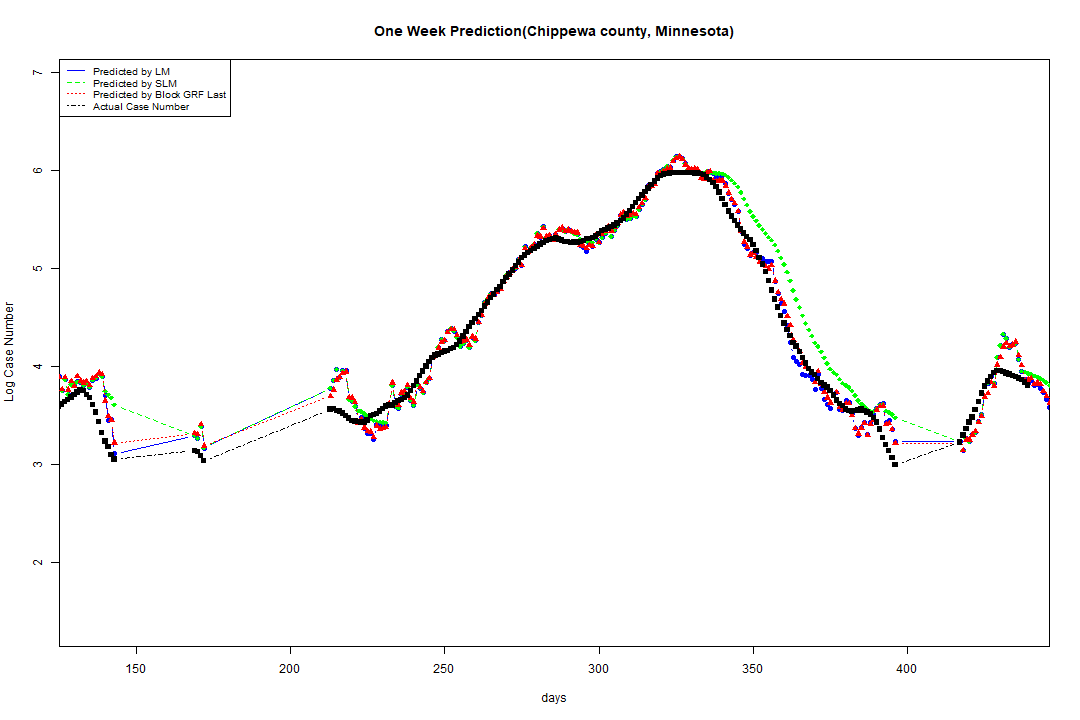 One Week Prediction(Chippewa county, Minnesota)
Predicted by LM
Predicted by SLM
Predicted by Block GRF Last
Actual Case Number
Log Case Number
7
6
5
4
3
2
150 200 250 300 350 400
days